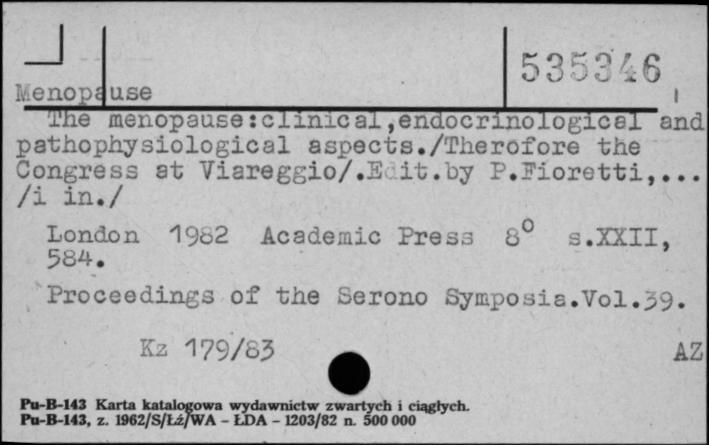 535346
Menopause
The menopause:clinical,endocrinological and
pathophysiological aspects./Therofore the
Congress at Viareggio/.Edit.by P.Fioretti,...
/i in./
London 1982 Academic Press 8° s.XXII,
584.
Proceedings of the Serono Symposia.Vol.39.
Kz 179/83
AZ
Pu-B-143 Karta katalogowa wydawnictw zwartych i ciągłych.
Pu-B-143, z. 1962/S/Łź/WA – ŁDA – 1203/82 n. 500 000